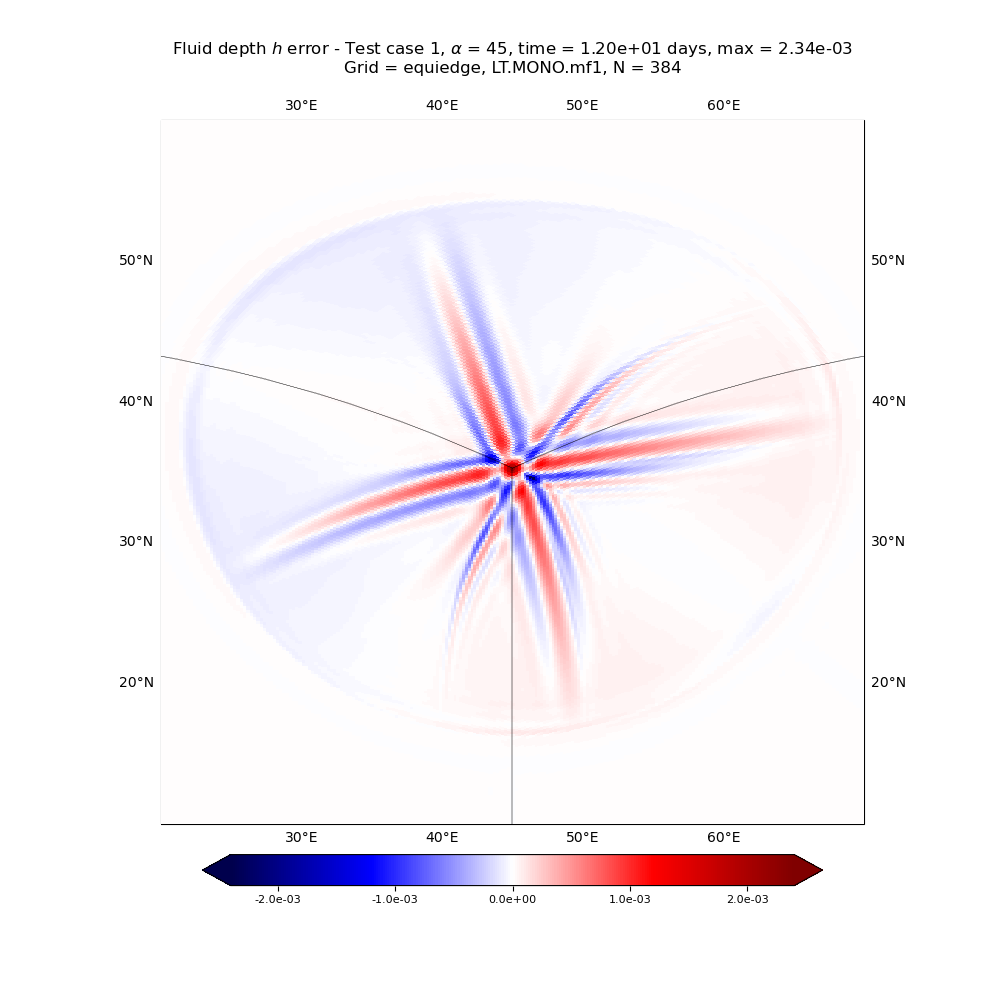 Fluid depth h error - Test case 1, α = 45, time = 1.20e+01 days, max = 2.34e-03
Grid = equiedge, LT.MONO.mf1, N = 384
30°E 40°E 50°E 60°E
50°N 50°N
40°N 40°N
30°N 30°N
20°N 20°N
30°E 40°E 50°E 60°E
-2.0e-03 -1.0e-03 0.0e+00 1.0e-03 2.0e-03